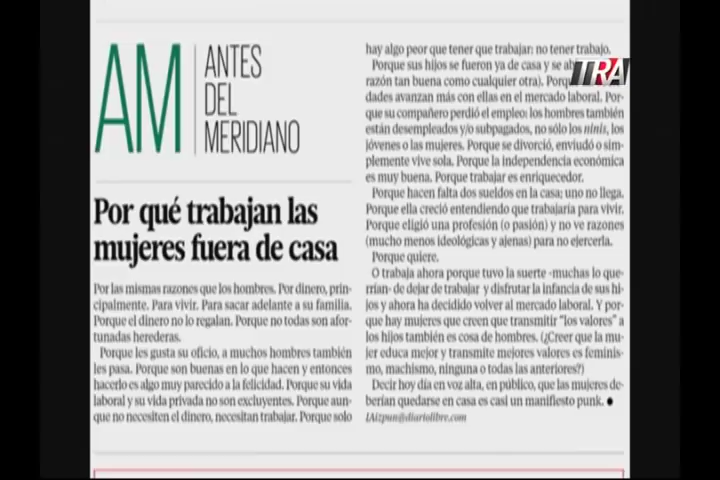 AM
ANTES
DEL
MERIDIANO
Por qué trabajan las
mujeres fuera de casa
Por las mismas razones que los hombres. Por dinero, prin-
cipalmente. Para vivir. Para sacar adelante a su familia.
Porque el dinero no lo regalan. Porque no todas son afor-
tunadas herederas.
Porque les gusta su oficio, a muchos hombres también
les pasa. Porque son buenas en lo que hacen y entonces
hacerlo es algo muy parecido a la felicidad. Porque su vida
laboral y su vida privada no son excluyentes. Porque aun-
que no necesiten el dinero, necesitan trabajar. Porque solo
hay algo peor que tener que trabajar: no tener trabajo.
Porque sus hijos se fueron ya de casa y se
razón tan buena como cualquier otra).
dades avanzan más con ellas en el mercado laboral. Por-
que su compañero perdió el empleo: los hombres también
están desempleados y/o subpagados, no sólo los ninis, los
jóvenes o las mujeres. Porque se divorció, enviudó o sim-
plemente vive sola. Porque la independencia económica
es muy buena. Porque trabajar es enriquecedor.
Porque hacen falta dos sueldos en la casa; uno no llega.
Porque ella creció entendiendo que trabajaría para vivir.
Porque eligió una profesión (o pasión) y no ve razones
(mucho menos ideológicas y ajenas) para no ejercerla.
Porque quiere.
O trabaja ahora porque tuvo la suerte -muchas lo que-
rrían- de dejar de trabajar y disfrutar la infancia de sus hi-
jos y ahora ha decidido volver al mercado laboral. Y por-
que hay mujeres que creen que transmitir "los valores" a
los hijos también es cosa de hombres. (¿Creer que la mu-
jer educa mejor y transmite mejores valores es feminis-
mo, machismo, ninguna o todas las anteriores?)
Decir hoy día en voz alta, en público, que las mujeres de-
berían quedarse en casa es casi un manifiesto punk. ●
IAizpun@diariolibre.com
TRA